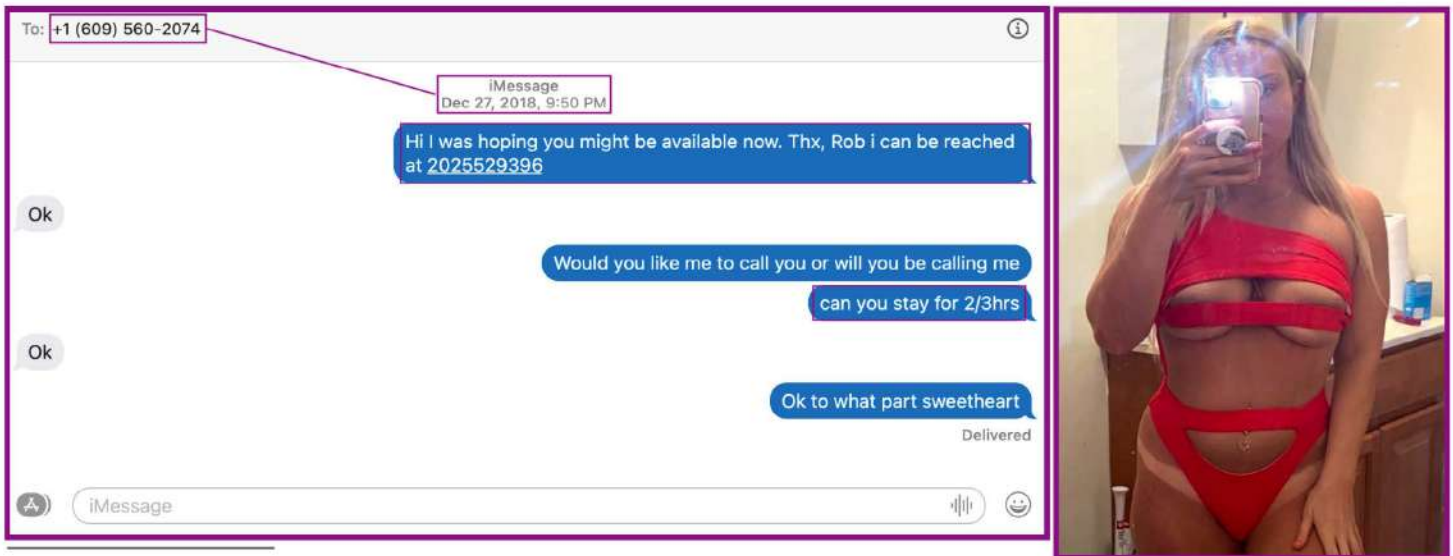 To: +1 (609) 560-2074
iMessage
Dec 27, 2018, 9:50 PM
Hi I was hoping you might be available now. Thx, Rob i can be reached
at 2025529396
Ok
Would you like me to call you or will you be calling me
can you stay for 2/3hrs
Ok
Ok to what part sweetheart
Delivered
iMessage